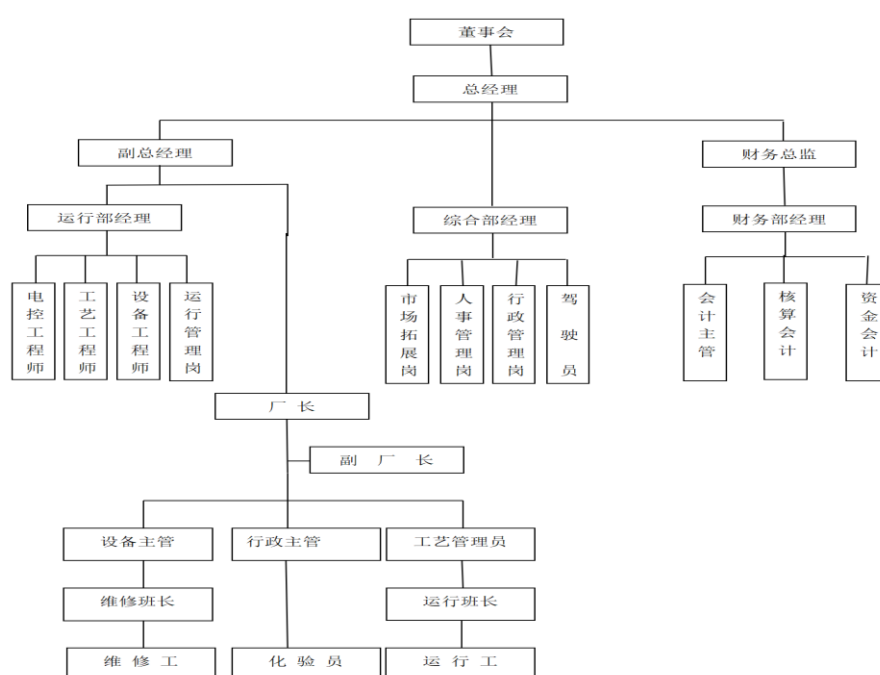 董事会
总经理
副总经理
财务总监
运行部经理
综合部经理
财务部经理
电控工程师
工艺工程师
设备工程师
运行管理岗
市场拓展岗
人事管理岗
行政管理岗
驾驶员
会计主管
核算会计
资金会计
厂 长
副 厂 长
设备主管
行政主管
工艺管理员
维修班长
运行班长
维 修 工
化 验 员
运 行 工